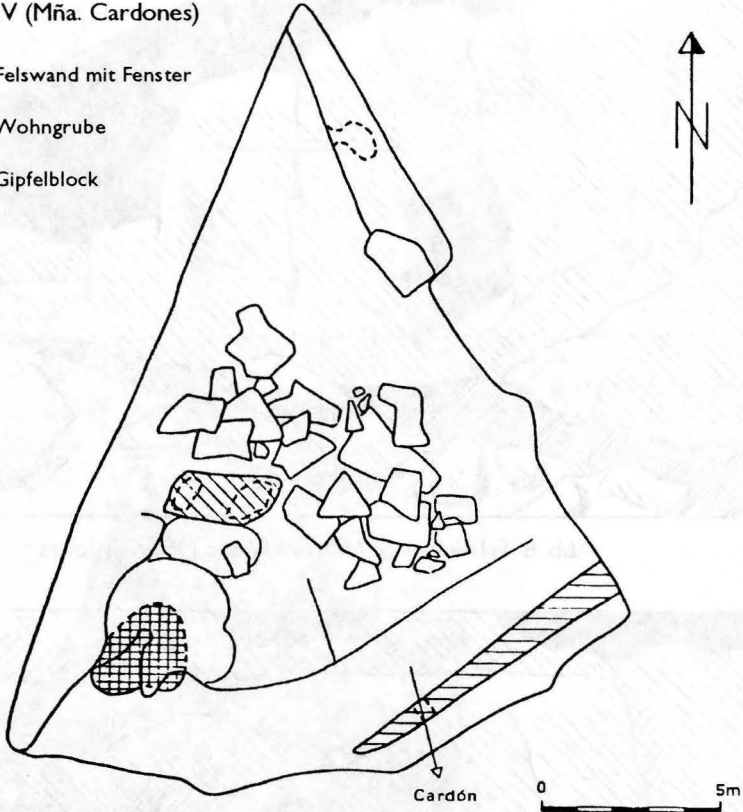 V (Mña. Cardones)
Felswand mit Fenster
Wohngrube
Gipfelblock
N
Cardón
0 5m